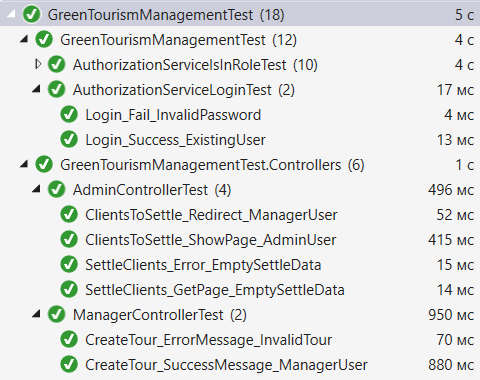 GreenTourismManagementTest (18) 5 с
GreenTourismManagementTest (12) 4 с
AuthorizationServiceIsInRoleTest (10) 4 с
AuthorizationServiceLoginTest (2) 17 мс
Login_Fail_InvalidPassword 4 мс
Login_Success_ExistingUser 13 мс
GreenTourismManagementTest.Controllers (6) 1 с
AdminControllerTest (4) 496 мс
ClientsToSettle_Redirect_ManagerUser 52 мс
ClientsToSettle_ShowPage_AdminUser 415 мс
SettleClients_Error_EmptySettleData 15 мс
SettleClients_GetPage_EmptySettleData 14 мс
ManagerControllerTest (2) 950 мс
CreateTour_ErrorMessage_InvalidTour 70 мс
CreateTour_SuccessMessage_ManagerUser 880 мс